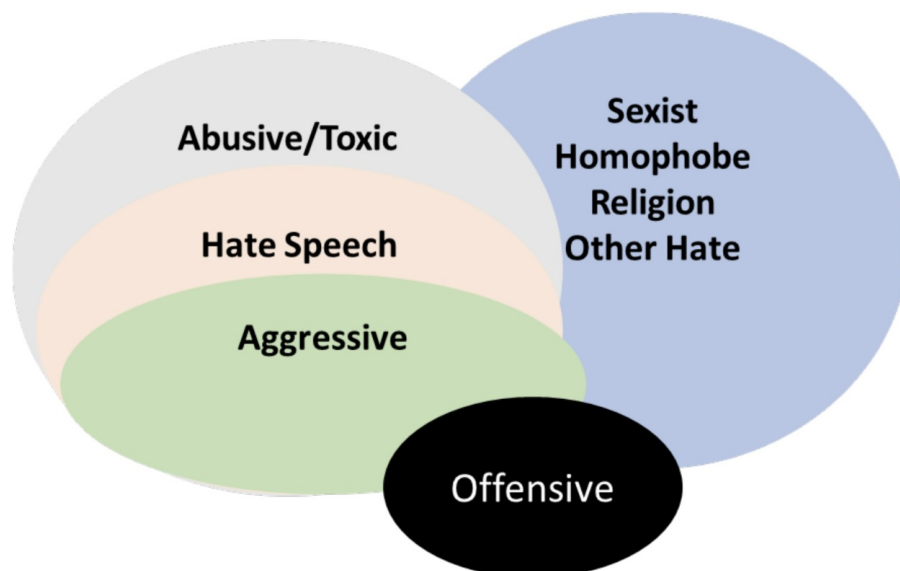 Abusive/Toxic
Hate Speech
Aggressive
Sexist
Homophobe
Religion
Other Hate
Offensive